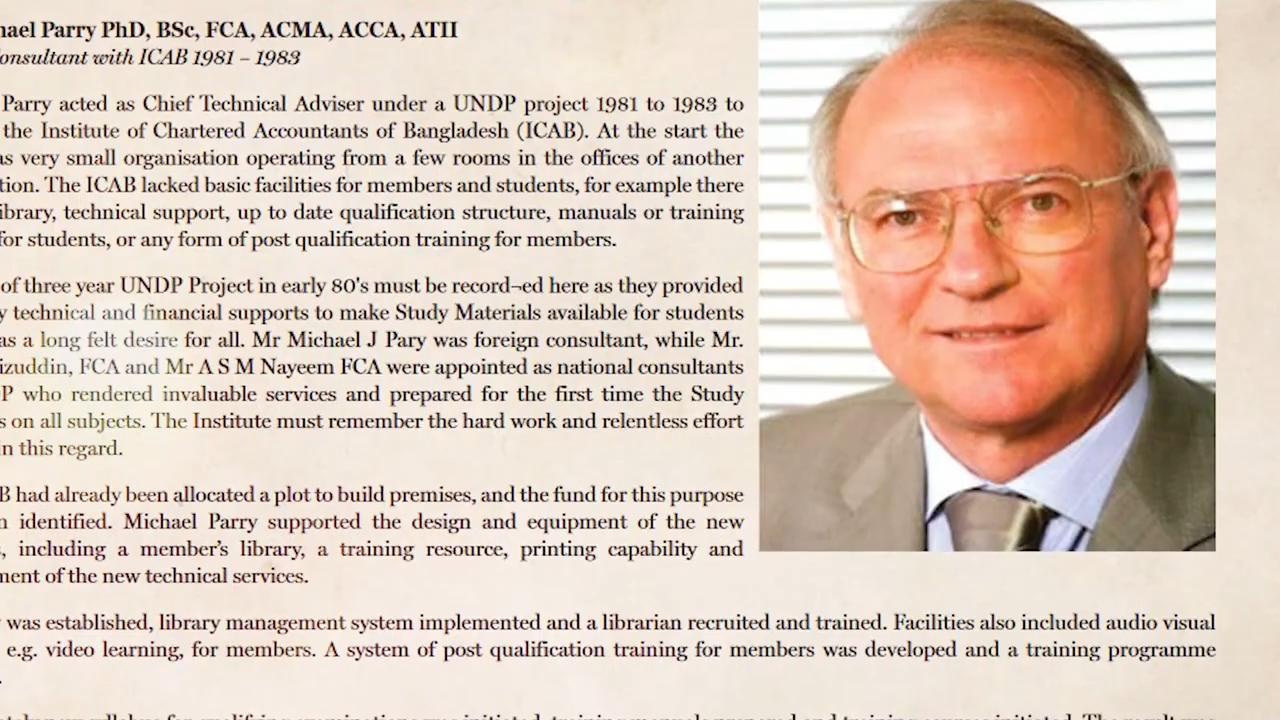 hael Parry PhD, BSc, FCA, ACMA, ACCA, ATII
onsultant with ICAB 1981 – 1983
Parry acted as Chief Technical Adviser under a UNDP project 1981 to 1983 to
the Institute of Chartered Accountants of Bangladesh (ICAB). At the start the
as very small organisation operating from a few rooms in the offices of another
tion. The ICAB lacked basic facilities for members and students, for example there
ibrary, technical support, up to date qualification structure, manuals or training
for students, or any form of post qualification training for members.
of three year UNDP Project in early 80's must be record¬ed here as they provided
y technical and financial supports to make Study Materials available for students
as a long felt desire for all. Mr Michael J Pary was foreign consultant, while Mr.
izuddin, FCA and Mr A S M Nayeem FCA were appointed as national consultants
P who rendered invaluable services and prepared for the first time the Study
s on all subjects. The Institute must remember the hard work and relentless effort
in this regard.
B had already been allocated a plot to build premises, and the fund for this purpose
n identified. Michael Parry supported the design and equipment of the new
, including a member’s library, a training resource, printing capability and
ment of the new technical services.
was established, library management system implemented and a librarian recruited and trained. Facilities also included audio visual
e.g. video learning, for members. A system of post qualification training for members was developed and a training programme
.